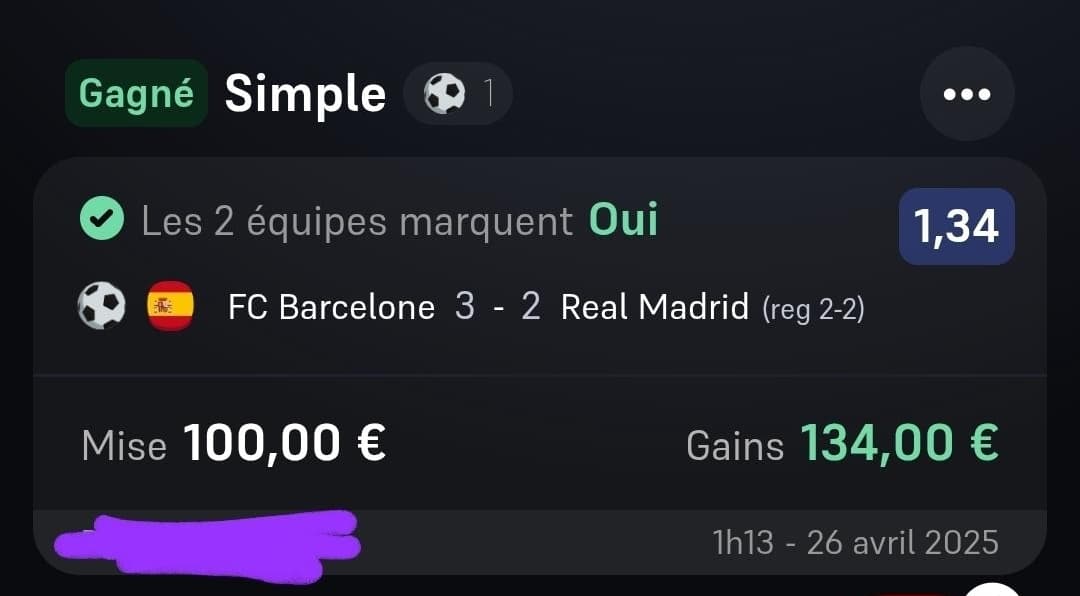 Gagné Simple 1
Les 2 équipes marquent Oui 1,34
FC Barcelone 3 - 2 Real Madrid (reg 2-2)
Mise 100,00 € Gains 134,00 €
1h13 - 26 avril 2025